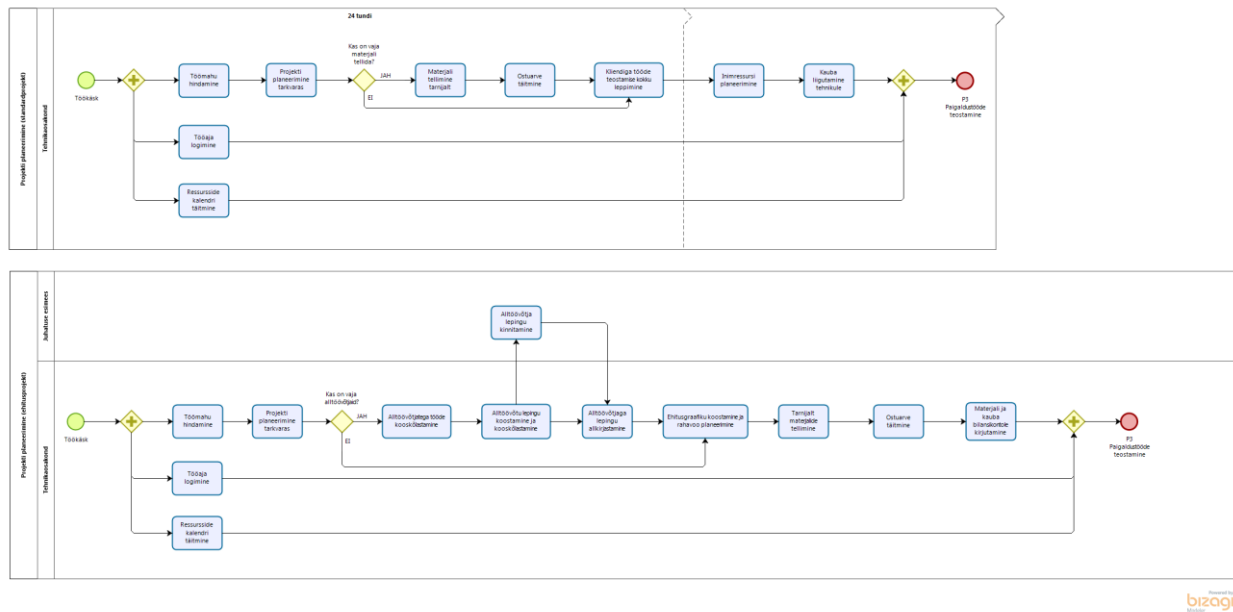 24 tundi
Projekti planeerimine (standardprojekt)
Tehnikaosakond
Töökäsk
Töömahu
hindamine
Projekti
planeerimine
tarkvaras
Kas on vaja
materjali
tellida?
JAH
EI
Materjali
tellimine
tarnijalt
Ostuarve
täitmine
Kliendiga tööde
teostamise kokku
leppimine
Inimressursi
planeerimine
Kauba
liigutamine
tehnikule
P3
Paigaldustööde
teostamine
Tööaja
logimine
Ressursside
kalendri
täitmine
Projekti planeerimine (ehitusprojekt)
Juhatuse esimees
Alltöövõtja
lepingu
kinnitamine
Tehnikaosakond
Töökäsk
Töömahu
hindamine
Projekti
planeerimine
tarkvaras
Kas on vaja
alltöövõtjaid?
JAH
EI
Alltöövõtjatega tööde
kooskõlastamine
Alltöövõtulepingu
koostamine ja
kooskõlastamine
Alltöövõtjaga
lepingu
allkirjastamine
Ehitusgraafiku koostamine ja
rahavoo planeerimine
Tarnijalt
materjalide
tellimine
Ostuarve
täitmine
Materjali ja
kauba
bilansikontole
kirjutamine
P3
Paigaldustööde
teostamine
Tööaja
logimine
Ressursside
kalendri
täitmine
Powered by
bizagi
Modeler